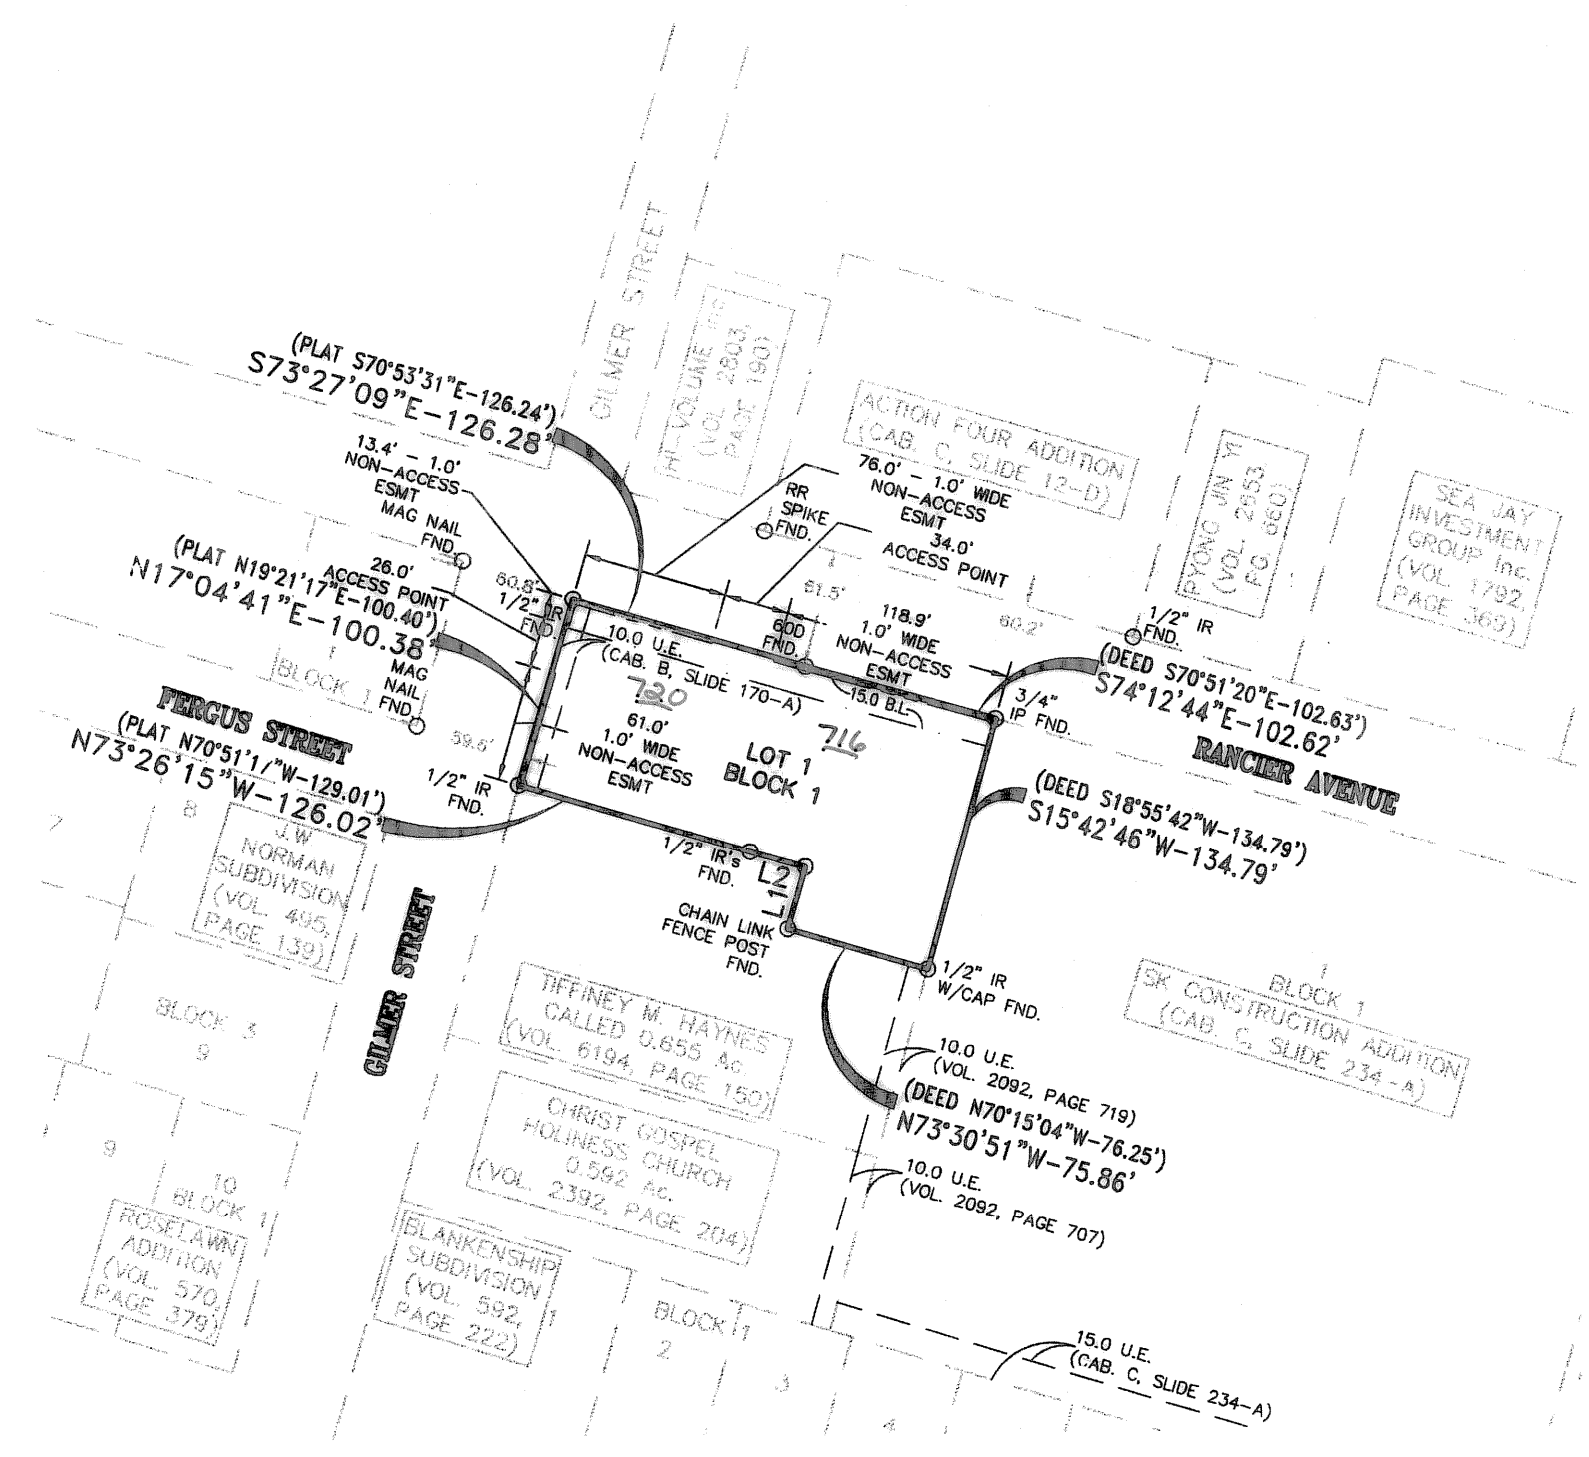 GILMER STREET
HI-VOLUME Inc
(VOL. 2803,
PAGE 190)
(PLAT S70°53'31"E-126.24')
S73°27'09"E-126.28'
13.4' - 1.0'
NON-ACCESS
ESMT
MAG NAIL
FND.
ACTION FOUR ADDITION
(CAB. C, SLIDE 12-D)
76.0' - 1.0' WIDE
NON-ACCESS
ESMT
34.0'
ACCESS POINT
RR
SPIKE
FND.
PYONG JIN YI
(VOL. 2653
PG. 660)
SEA JAY
INVESTMENT
GROUP Inc.
(VOL. 1792,
PAGE 369)
(PLAT N19°21'17"E-100.40')
N17°04'41"E-100.38'
26.0'
ACCESS POINT
60.8'
1/2" IR
FND
1
61.5'
60D
FND.
118.9'
1.0' WIDE
NON-ACCESS
ESMT
60.2'
1/2" IR
FND.
(DEED S70°51'20"E-102.63')
S74°12'44"E-102.62'
3/4"
IP FND.
RANCIER AVENUE
10.0 U.E.
(CAB. B, SLIDE 170-A)
720
15.0 B.L.
716
61.0'
1.0' WIDE
NON-ACCESS
ESMT
LOT 1
BLOCK 1
1
BLOCK 1
MAG
NAIL
FND.
FERGUS STREET
(PLAT N70°51'1/"W-129.01')
N73°26'15"W-126.02'
59.6'
1/2" IR
FND.
(DEED S18°55'42"W-134.79')
S15°42'46"W-134.79'
7
8
J.W
NORMAN
SUBDIVISION
(VOL. 495,
PAGE 139)
1/2" IR's
FND.
L2
L1
CHAIN LINK
FENCE POST
FND.
GILMER STREET
1/2" IR
W/CAP FND.
1
BLOCK 1
SK CONSTRUCTION ADDITION
(CAB. C, SLIDE 234-A)
BLOCK 3
9
TIFFINEY M. HAYNES
CALLED 0.655 Ac.
(VOL. 6194, PAGE 150)
10.0 U.E.
(VOL. 2092, PAGE 719)
(DEED N70°15'04"W-76.25')
N73°30'51"W-75.86'
CHRIST GOSPEL
HOLINESS CHURCH
0.592 Ac.
(VOL. 2392, PAGE 204)
10.0 U.E.
(VOL. 2092, PAGE 707)
9
10
BLOCK 1
ROSELAWN
ADDITION
(VOL. 570,
PAGE 379)
BLANKENSHIP
SUBDIVISION
(VOL. 592,
PAGE 222)
1
BLOCK 1
2
3
4
15.0 U.E.
(CAB. C, SLIDE 234-A)